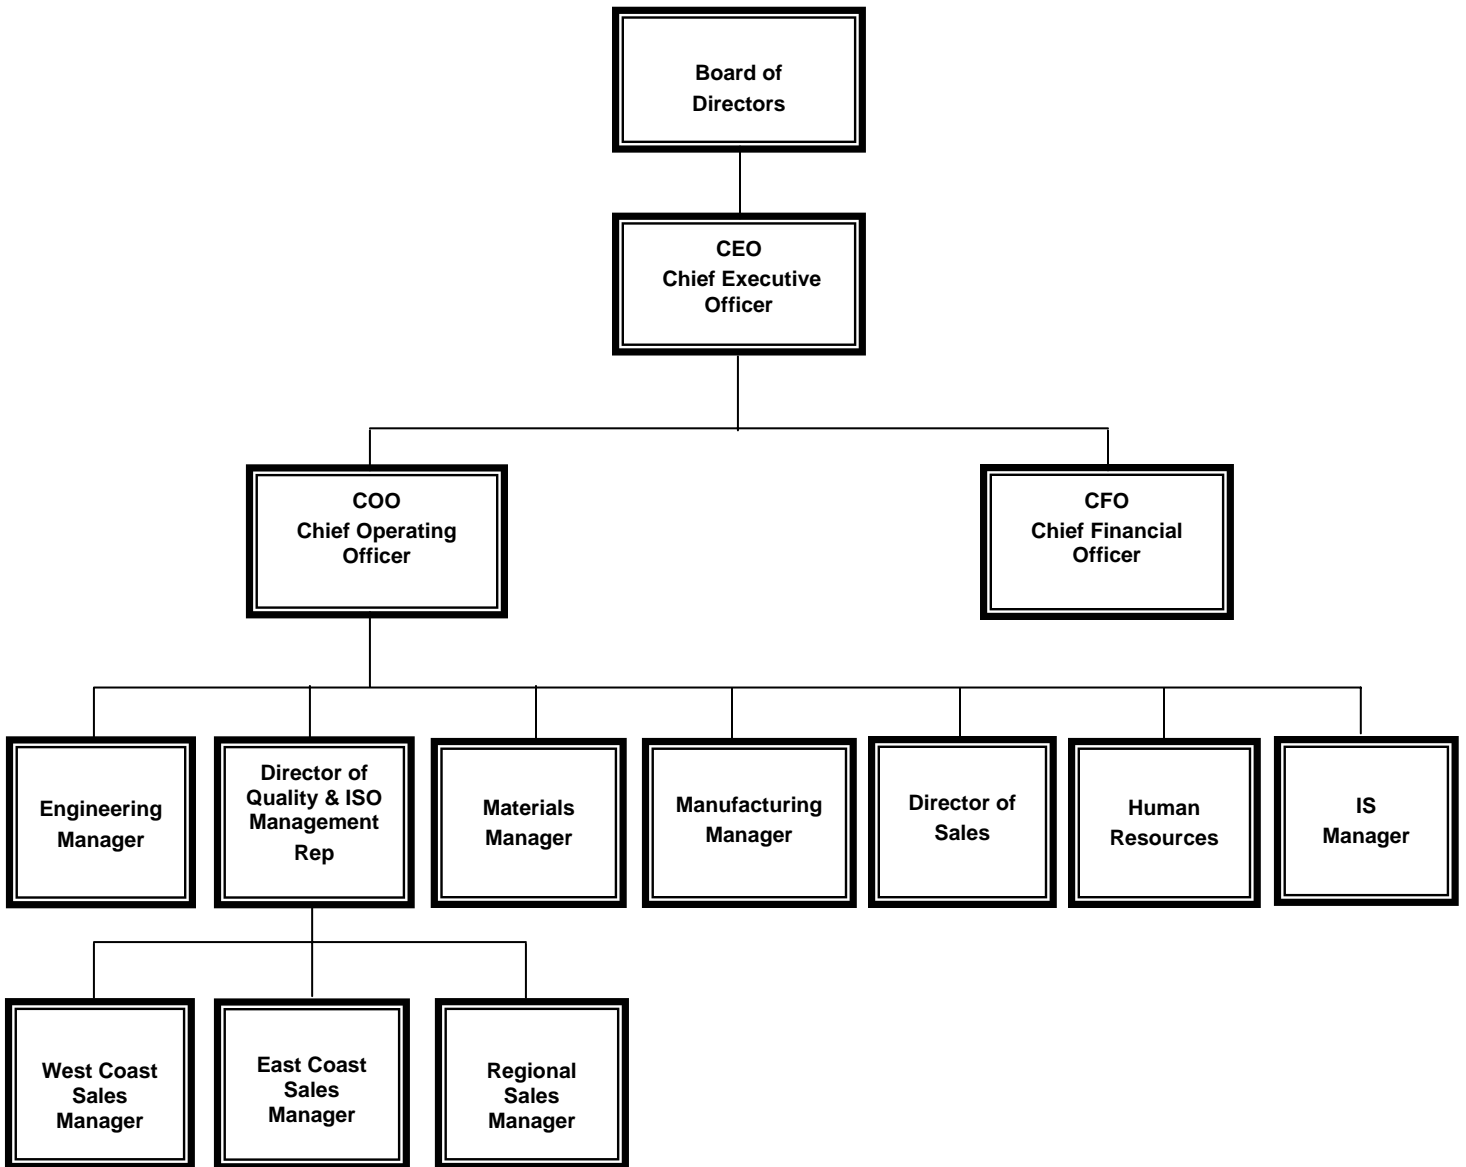 Board of
Directors
CEO
Chief Executive
Officer
COO
Chief Operating
Officer
CFO
Chief Financial
Officer
Engineering
Manager
Director of
Quality & ISO
Management
Rep
Materials
Manager
Manufacturing
Manager
Director of
Sales
Human
Resources
IS
Manager
West Coast
Sales
Manager
East Coast
Sales
Manager
Regional
Sales
Manager